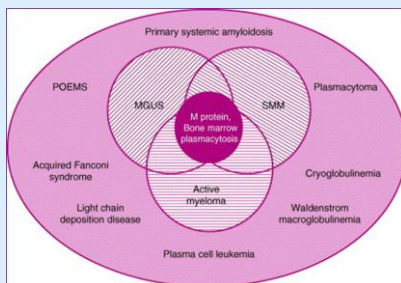 Primary systemic amyloidosis
POEMS
Plasmacytoma
MGUS
SMM
M protein,
Bone marrow
plasmacytosis
Acquired Fanconi
syndrome
Cryoglobulinemia
Active
myeloma
Light chain
deposition disease
Waldenstrom
macroglobulinemia
Plasma cell leukemia